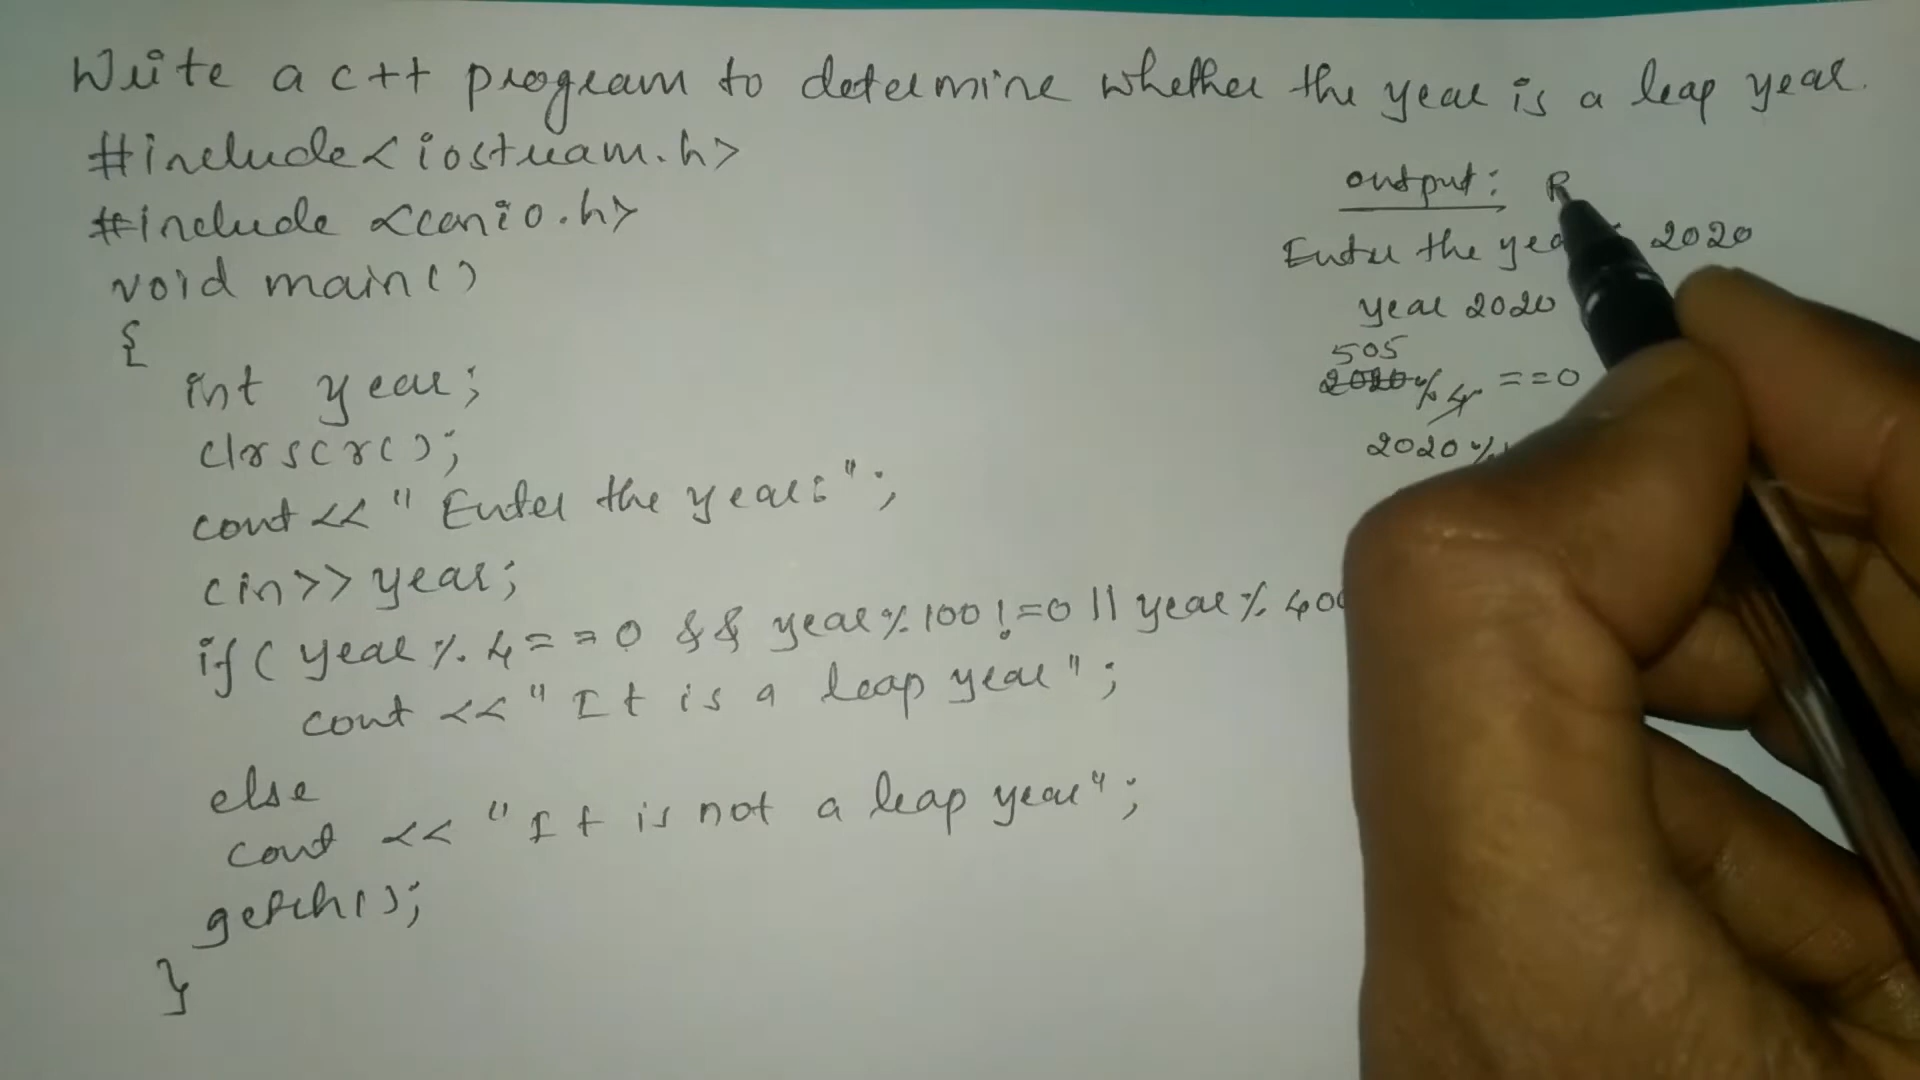 Write a c++ program to determine whether the year is a leap year.
#include<iostream.h>
#include <conio.h>
void main()
{
int year;
clrscr();
cout<<" Enter the year:";
cin>>year;
if( year % 4 == 0 && year % 100 != 0 || year % 400
cout <<"It is a leap year";
else
cout << "It is not a leap year";
getch();
}
output: R
Enter the year : 2020
year 2020
505
2020 % 4 ==0
2020 %